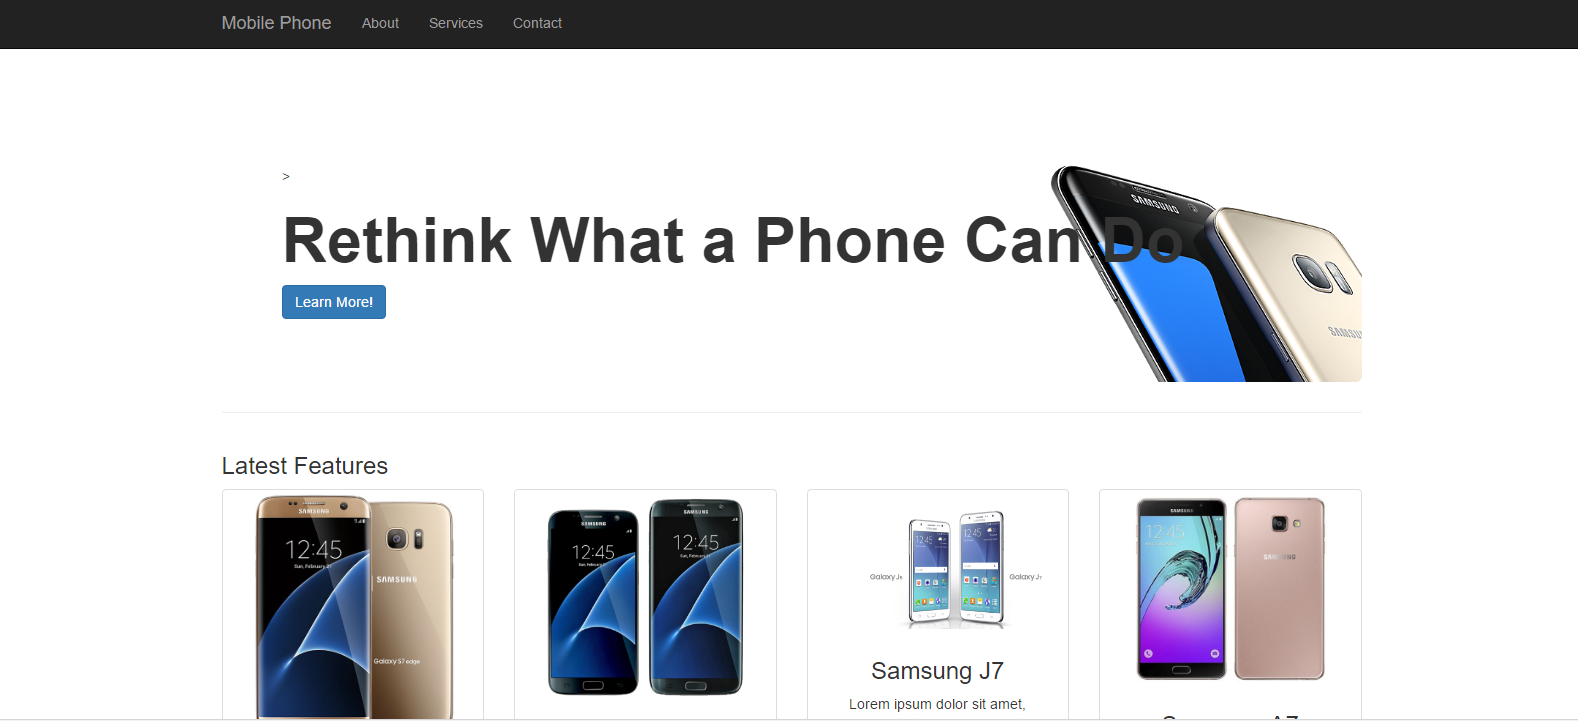 Mobile Phone About Services Contact
>
Rethink What a Phone Can Do
Learn More!
SAMSUNG
Latest Features
SAMSUNG
12:45
SAMSUNG
Galaxy S7 edge
SAMSUNG
12:45
SAMSUNG
12:45
Galaxy J5
Galaxy J7
Samsung J7
Lorem ipsum dolor sit amet,
SAMSUNG
12:45
SAMSUNG